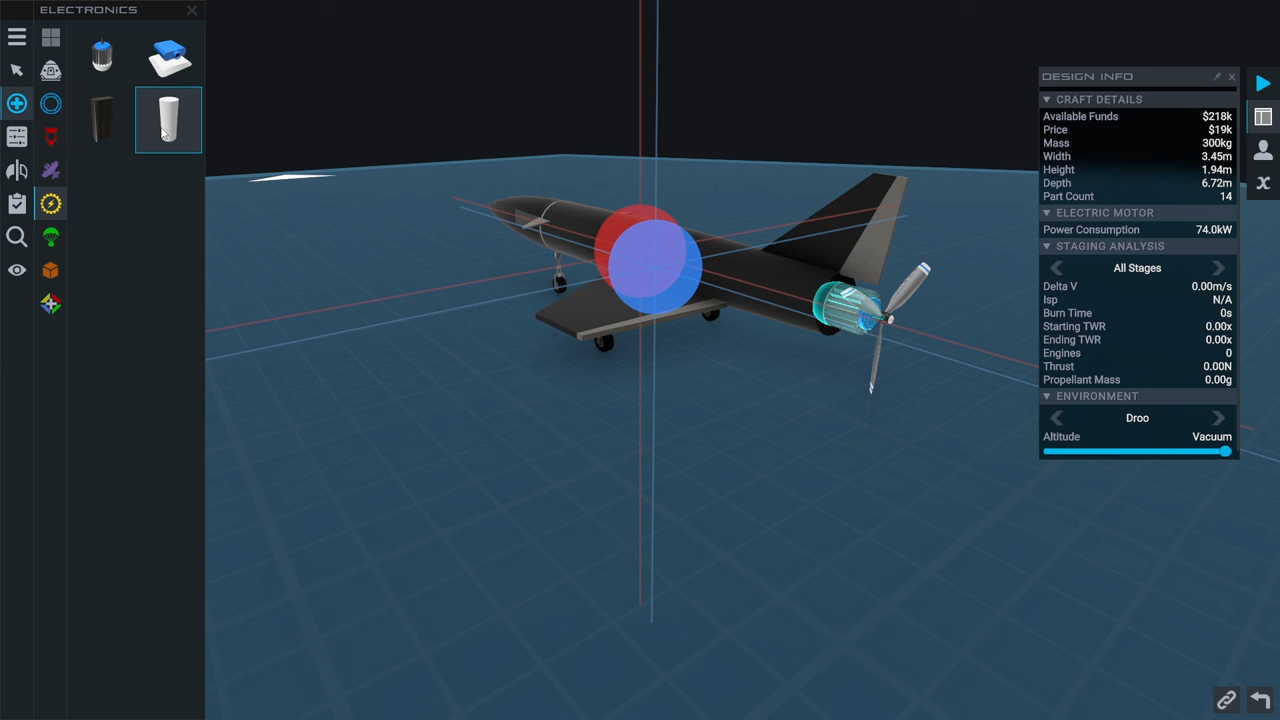 ELECTRONICS
DESIGN INFO
CRAFT DETAILS
Available Funds $218k
Price $19k
Mass 300kg
Width 3.45m
Height 1.94m
Depth 6.72m
Part Count 14
ELECTRIC MOTOR
Power Consumption 74.0kW
STAGING ANALYSIS
All Stages
Delta V 0.00m/s
Isp N/A
Burn Time 0s
Starting TWR 0.00x
Ending TWR 0.00x
Engines 0
Thrust 0.00N
Propellant Mass 0.00g
ENVIRONMENT
Droo
Altitude Vacuum